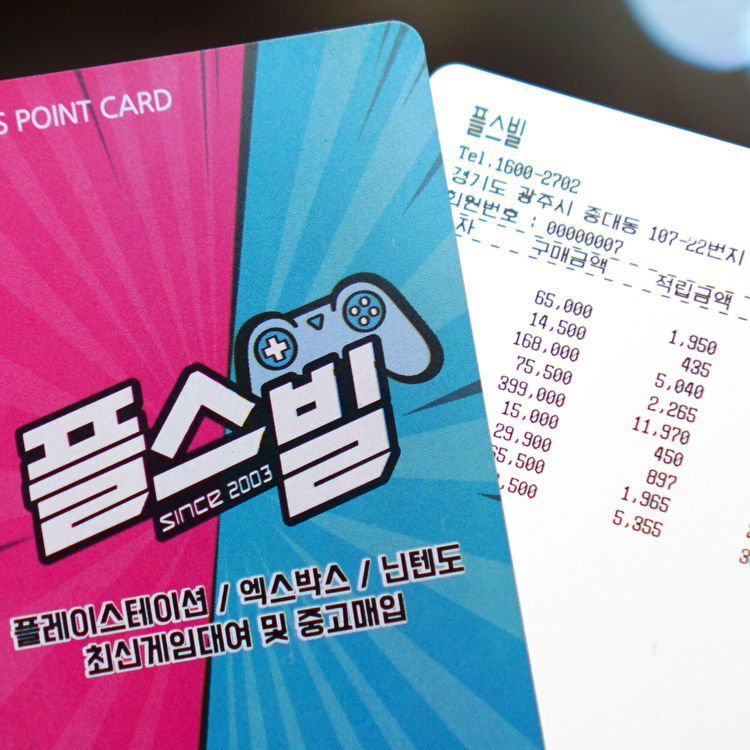 S POINT CARD
플스빌
since 2003
플레이스테이션 / 엑스박스 / 닌텐도
최신게임대여 및 중고매입
플스빌
Tel.1600-2702
경기도 광주시 중대동 107-22번지
회원번호 : 00000007
구매금액 적립금액
65,000 1,950
14,500 435
168,000 5,040
75,500 2,265
399,000 11,970
15,000 450
29,900 897
65,500 1,965
,500 5,355